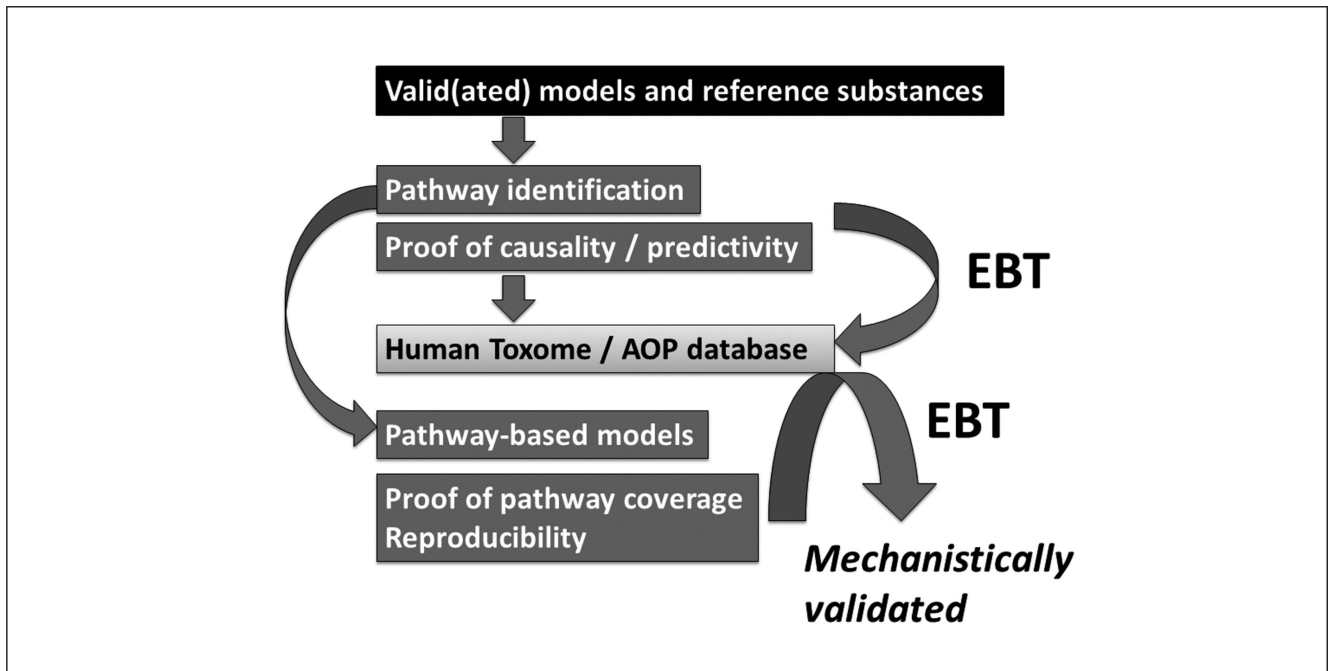 Valid(ated) models and reference substances
Pathway identification
Proof of causality / predictivity
EBT
Human Toxome / AOP database
EBT
Pathway-based models
Proof of pathway coverage
Reproducibility
Mechanistically
validated